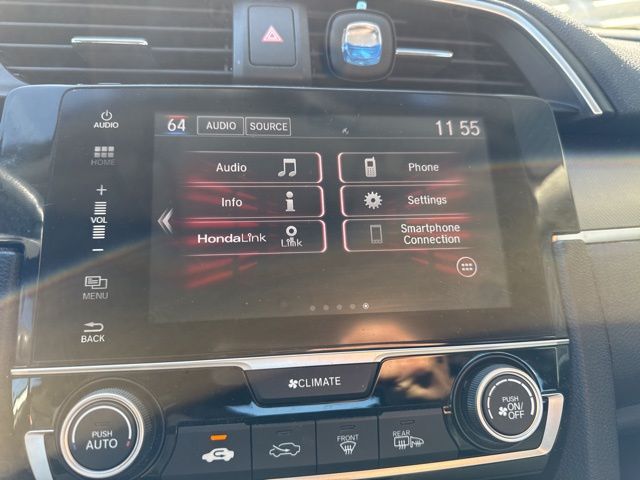 AUDIO
HOME
+
VOL
−
MENU
BACK
64 AUDIO SOURCE 11 55
Audio Phone
Info Settings
HondaLink Link Smartphone
Connection
CLIMATE
PUSH
AUTO
FRONT REAR
PUSH
ON/
OFF